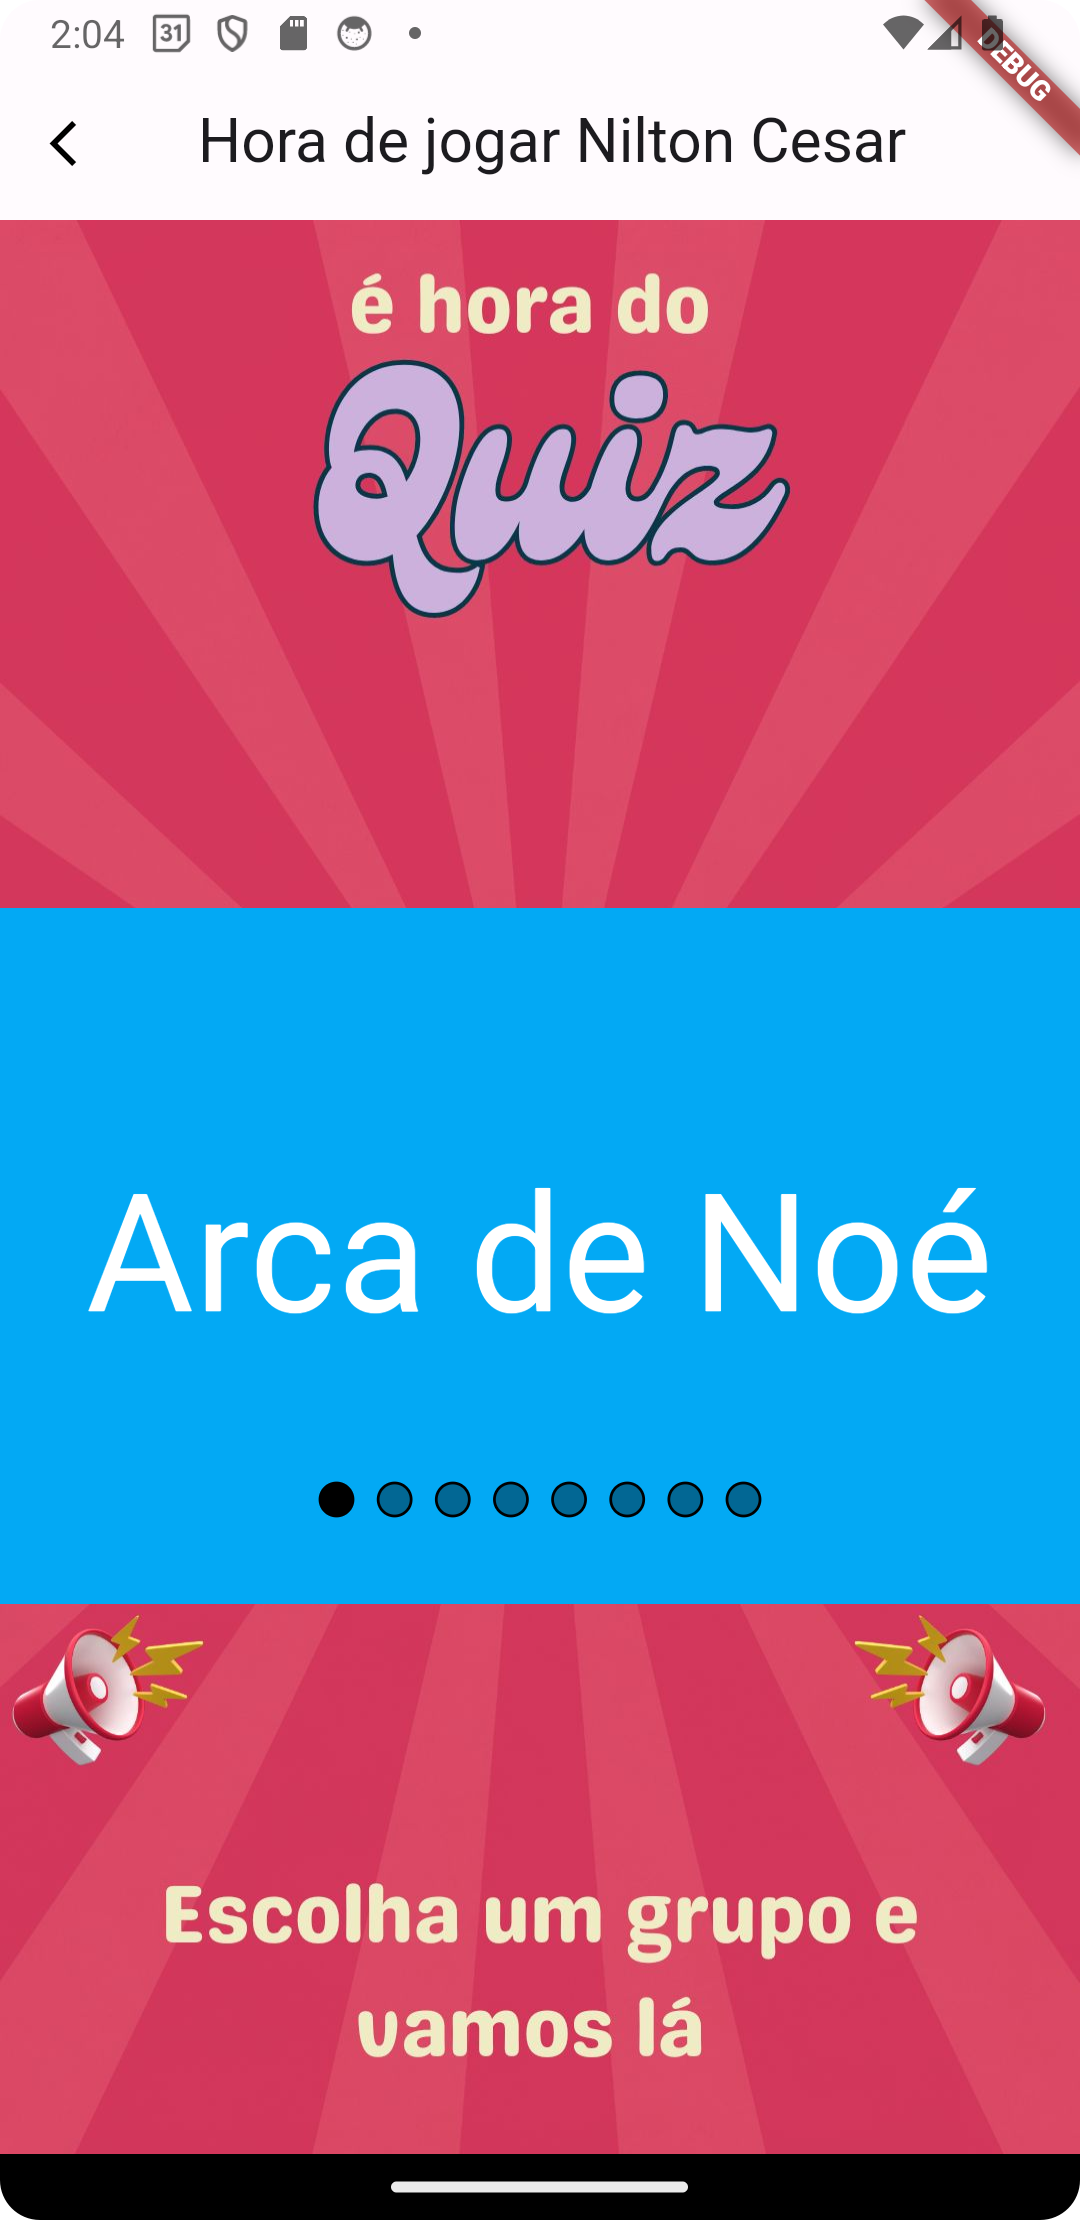 2:04
31
DEBUG
Hora de jogar Nilton Cesar
é hora do
Quiz
Arca de Noé
Escolha um grupo e
vamos lá